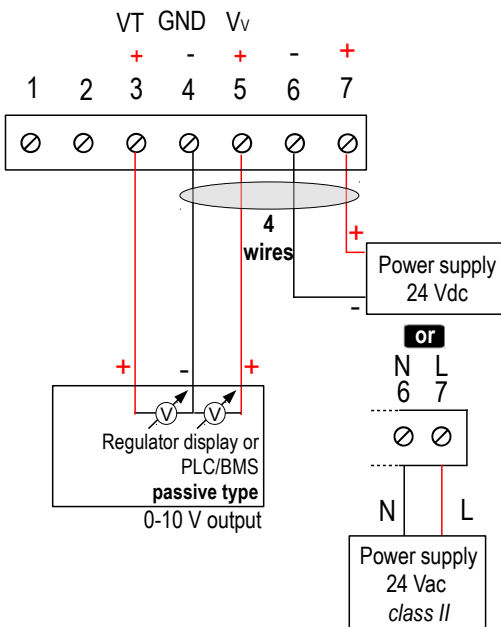 VT GND Vv
+ - + - +
1 2 3 4 5 6 7
4
wires
+
Power supply
24 Vdc
-
or
N L
6 7
+ - +
V V
Regulator display or
PLC/BMS
passive type
0-10 V output
N L
Power supply
24 Vac
class II